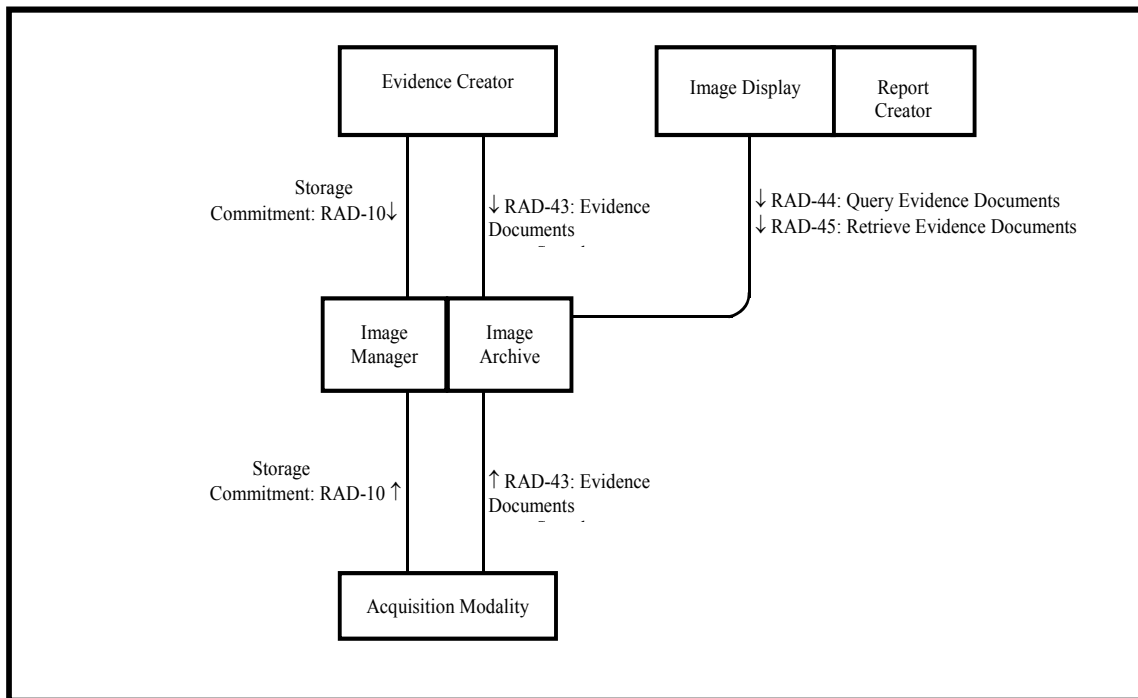 Evidence Creator
Image Display
Report
Creator
Storage
Commitment: RAD-10↓
↓ RAD-43: Evidence
Documents
↓ RAD-44: Query Evidence Documents
↓ RAD-45: Retrieve Evidence Documents
Image
Manager
Image
Archive
Storage
Commitment: RAD-10 ↑
↑ RAD-43: Evidence
Documents
Acquisition Modality